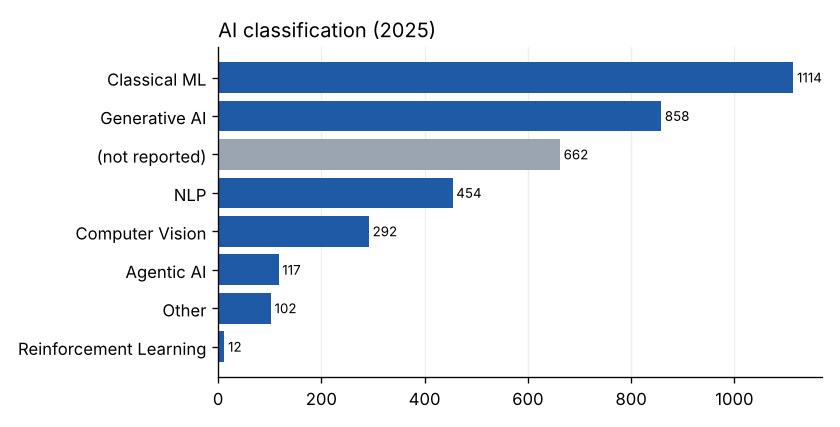 AI classification (2025)
Classical ML 1114
Generative AI 858
(not reported) 662
NLP 454
Computer Vision 292
Agentic AI 117
Other 102
Reinforcement Learning 12
0 200 400 600 800 1000